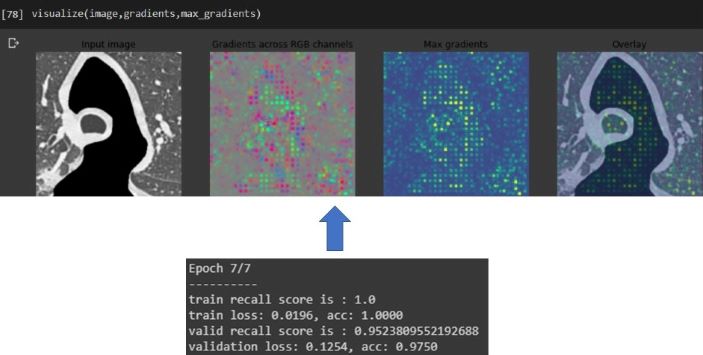 [78] visualize(image,gradients,max_gradients)
Input image
Gradients across RGB channels
Max gradients
Overlay
Epoch 7/7
----------
train recall score is : 1.0
train loss: 0.0196, acc: 1.0000
valid recall score is : 0.9523809552192688
validation loss: 0.1254, acc: 0.9750